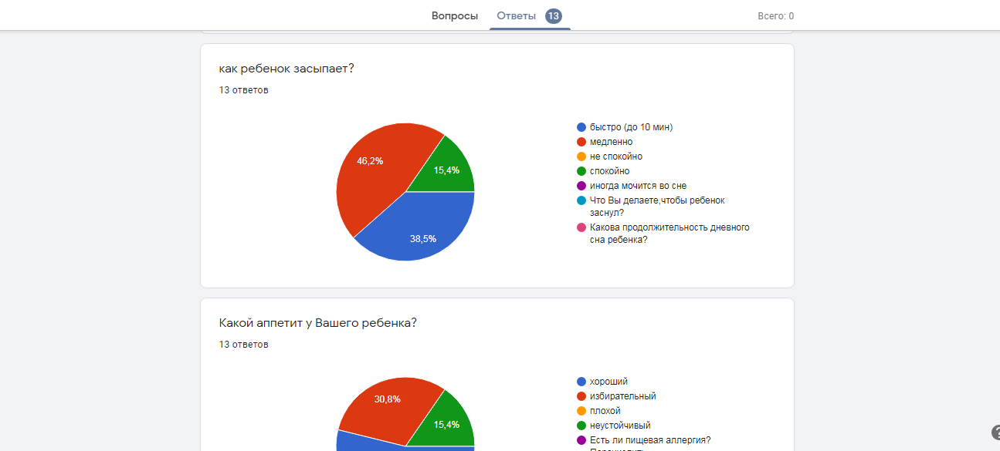 Вопросы Ответы 13 Всего: 0
как ребенок засыпает?
13 ответов
46,2%
15,4%
38,5%
быстро (до 10 мин)
медленно
не спокойно
спокойно
иногда мочится во сне
Что Вы делаете,чтобы ребенок
заснул?
Какова продолжительность дневного
сна ребенка?
Какой аппетит у Вашего ребенка?
13 ответов
30,8%
15,4%
хороший
избирательный
плохой
неустойчивый
Есть ли пищевая аллергия?